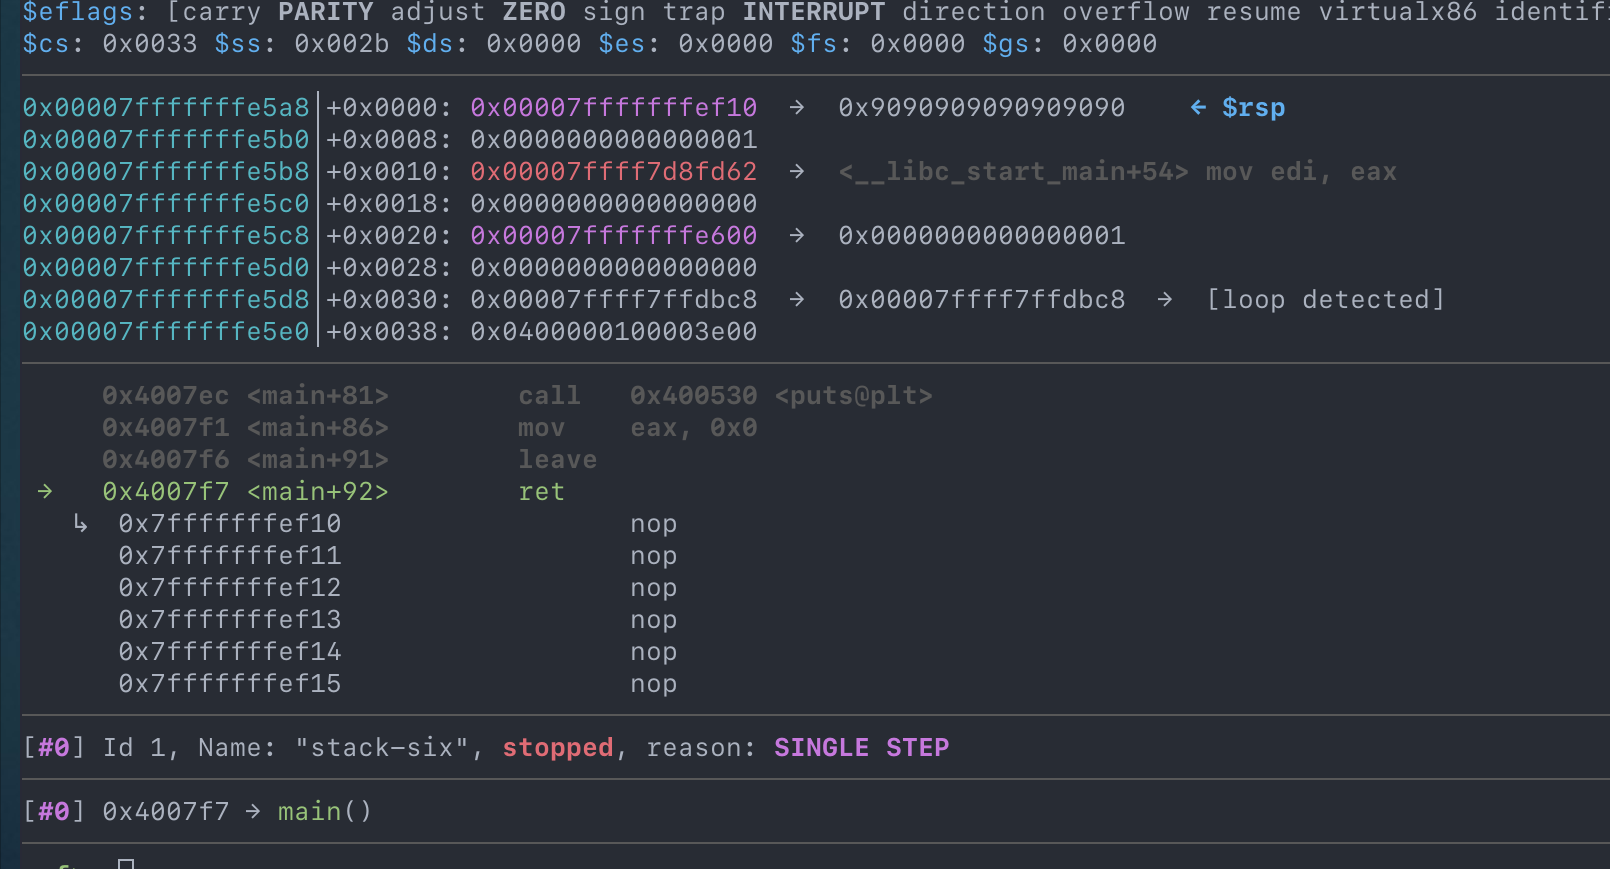 $eflags: [carry PARITY adjust ZERO sign trap INTERRUPT direction overflow resume virtualx86
$cs: 0x0033 $ss: 0x002b $ds: 0x0000 $es: 0x0000 $fs: 0x0000 $gs: 0x0000
0x00007fffffffe5a8│+0x0000: 0x00007fffffffef10 → 0x9090909090909090 ← $rsp
0x00007fffffffe5b0│+0x0008: 0x0000000000000001
0x00007fffffffe5b8│+0x0010: 0x00007ffff7d8fd62 → <__libc_start_main+54> mov edi, eax
0x00007fffffffe5c0│+0x0018: 0x0000000000000000
0x00007fffffffe5c8│+0x0020: 0x00007fffffffe600 → 0x0000000000000001
0x00007fffffffe5d0│+0x0028: 0x0000000000000000
0x00007fffffffe5d8│+0x0030: 0x00007ffff7ffdbc8 → 0x00007ffff7ffdbc8 → [loop detected]
0x00007fffffffe5e0│+0x0038: 0x0400000100003e00
0x4007ec <main+81> call 0x400530 <puts@plt>
0x4007f1 <main+86> mov eax, 0x0
0x4007f6 <main+91> leave
→ 0x4007f7 <main+92> ret
↳ 0x7fffffffef10 nop
0x7fffffffef11 nop
0x7fffffffef12 nop
0x7fffffffef13 nop
0x7fffffffef14 nop
0x7fffffffef15 nop
[#0] Id 1, Name: "stack-six", stopped, reason: SINGLE STEP
[#0] 0x4007f7 → main()